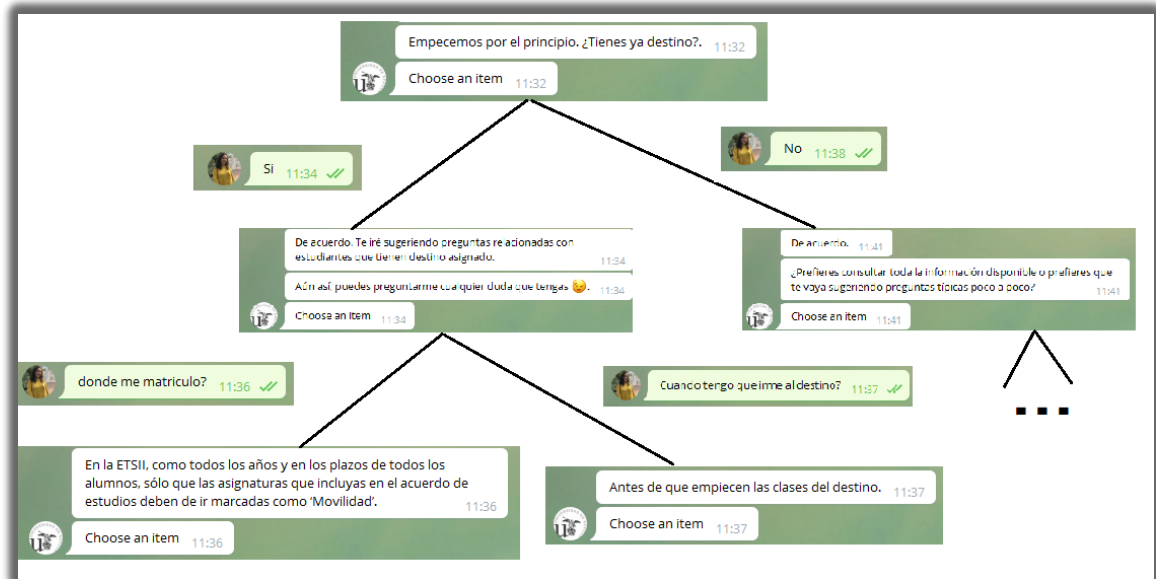 Empecemos por el principio. ¿Tienes ya destino?. 11:32
Choose an item 11:32
Si 11:34
No 11:38
De acuerdo. Te iré sugeriendo preguntas relacionadas con
estudiantes que tienen destino asignado. 11:34
Aún así, puedes preguntarme cualquier duda que tengas 😉. 11:34
Choose an item 11:34
De acuerdo. 11:41
¿Prefieres consultar toda la información disponible o prefieres que
te vaya sugeriendo preguntas típicas poco a poco? 11:41
Choose an item 11:41
donde me matriculo? 11:36
Cuando tengo que irme al destino? 11:37
...
En la ETSII, como todos los años y en los plazos de todos los
alumnos, sólo que las asignaturas que incluyas en el acuerdo de
estudios deben de ir marcadas como ‘Movilidad’. 11:36
Choose an item 11:36
Antes de que empiecen las clases del destino. 11:37
Choose an item 11:37